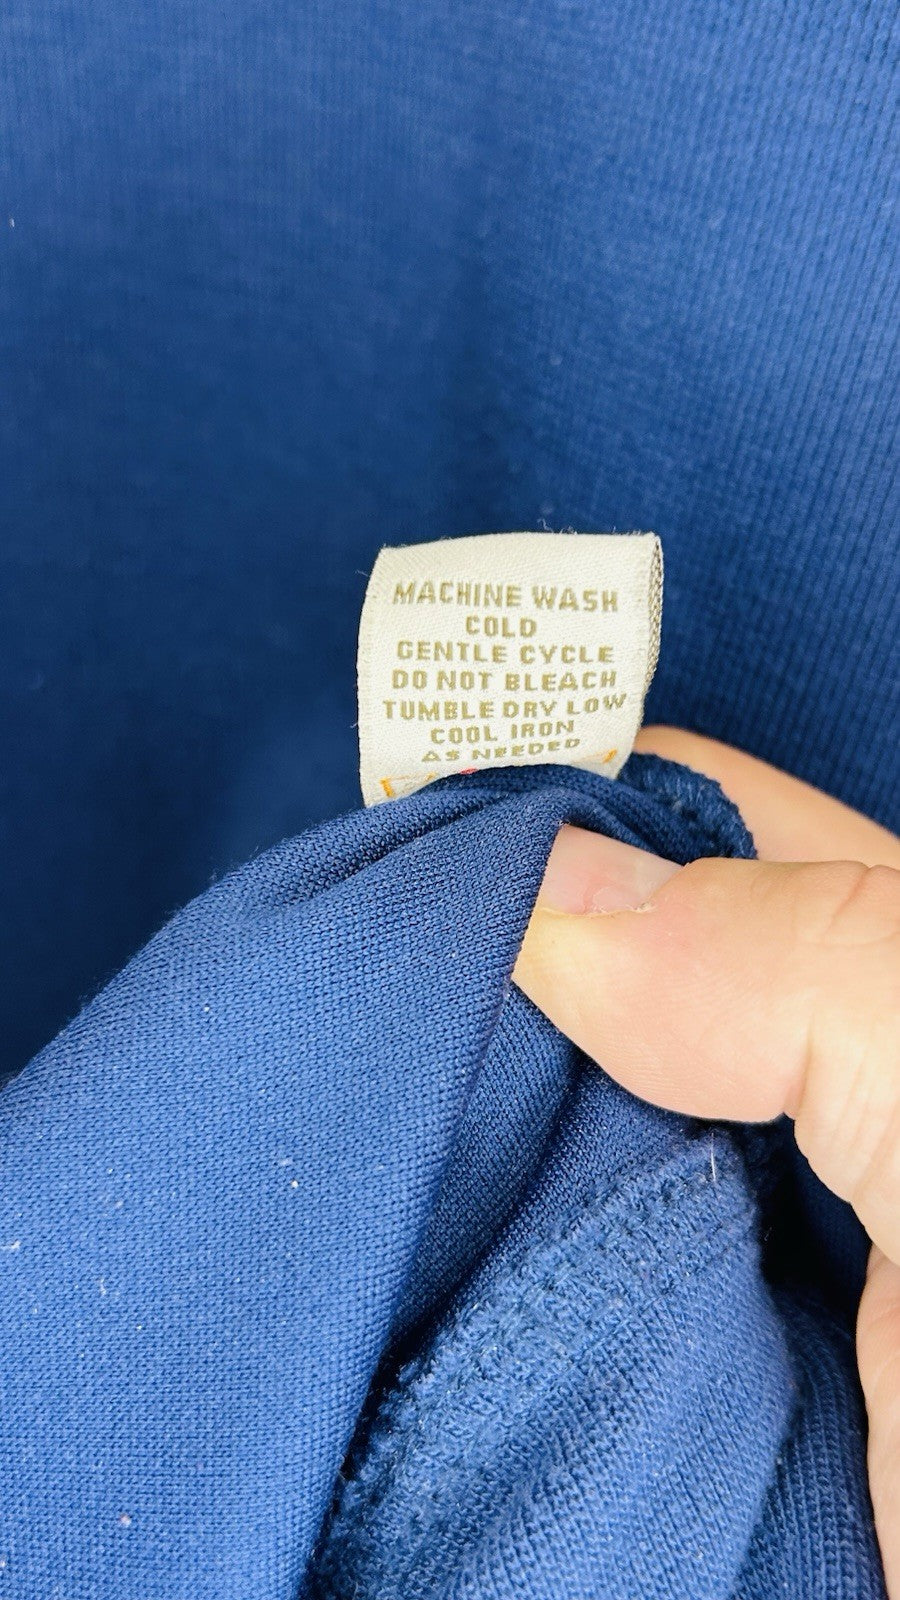 MACHINE WASH
COLD
GENTLE CYCLE
DO NOT BLEACH
TUMBLE DRY LOW
COOL IRON
AS NEEDED